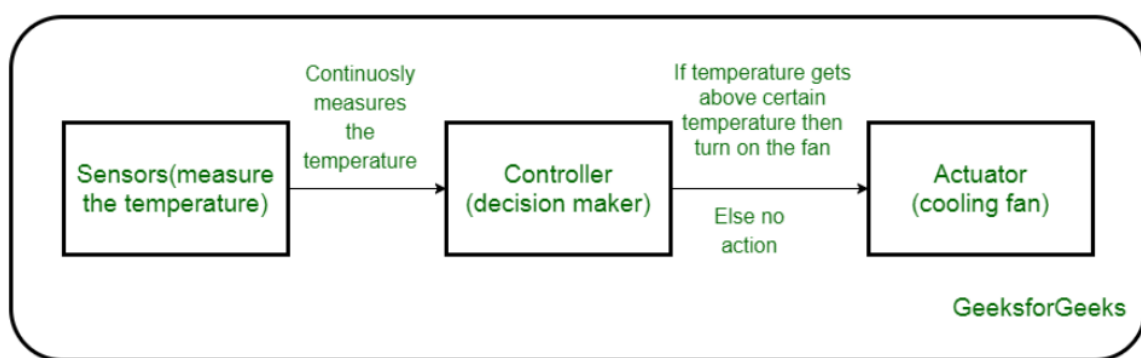 Sensors(measure
the temperature)
Continuosly
measures
the
temperature
Controller
(decision maker)
If temperature gets
above certain
temperature then
turn on the fan
Else no
action
Actuator
(cooling fan)
GeeksforGeeks